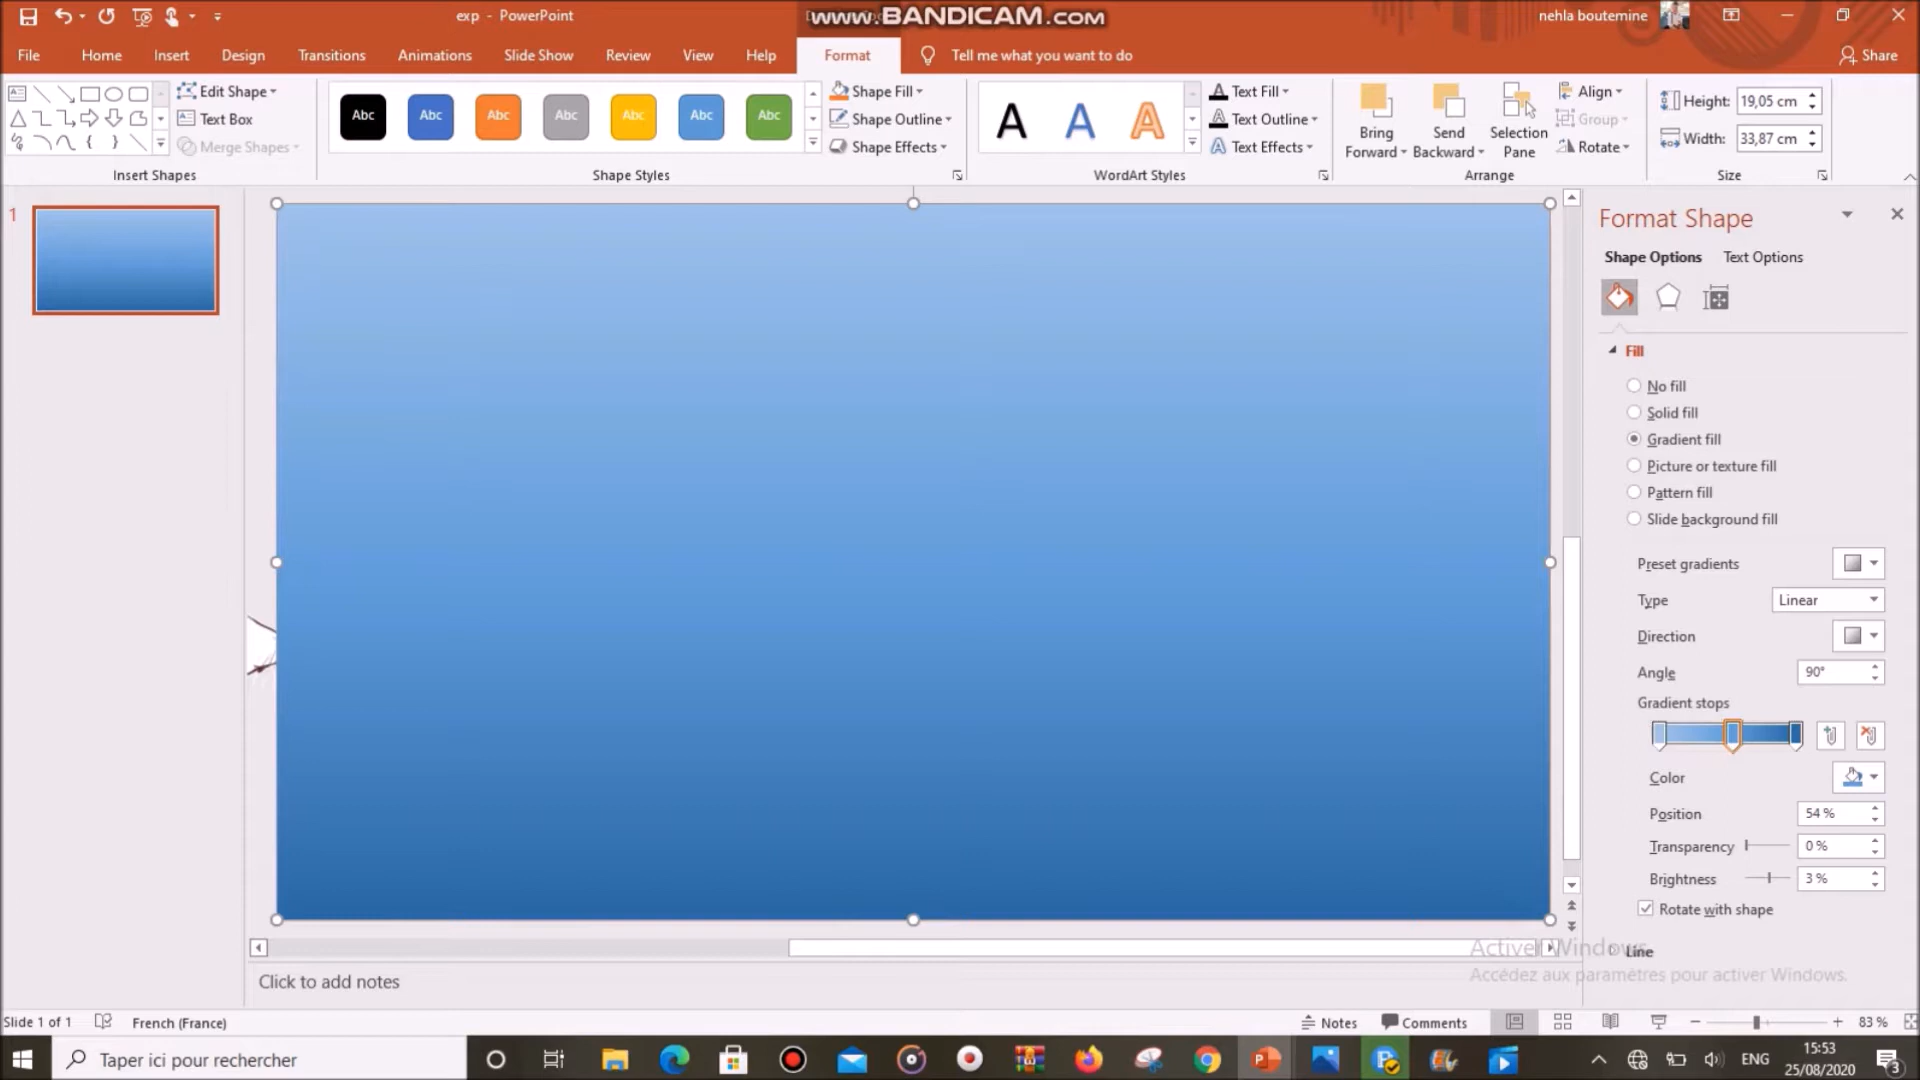 exp - PowerPoint
www.BANDICAM.com
nehla boutemine
File Home Insert Design Transitions Animations Slide Show Review View Help Format Tell me what you want to do Share
Edit Shape
Text Box
Merge Shapes
Insert Shapes
Abc Abc Abc Abc Abc Abc Abc
Shape Fill
Shape Outline
Shape Effects
Shape Styles
A A A
Text Fill
Text Outline
Text Effects
WordArt Styles
Bring Forward
Send Backward
Selection Pane
Align
Group
Rotate
Arrange
Height: 19,05 cm
Width: 33,87 cm
Size
1
Format Shape
Shape Options Text Options
Fill
No fill
Solid fill
Gradient fill
Picture or texture fill
Pattern fill
Slide background fill
Preset gradients
Type Linear
Direction
Angle 90°
Gradient stops
Color
Position 54 %
Transparency 0 %
Brightness 3 %
Rotate with shape
Line
Activer Windows
Accédez aux paramètres pour activer Windows.
Click to add notes
Slide 1 of 1 French (France) Notes Comments 83 %
Taper ici pour rechercher
ENG
15:53
25/08/2020
3